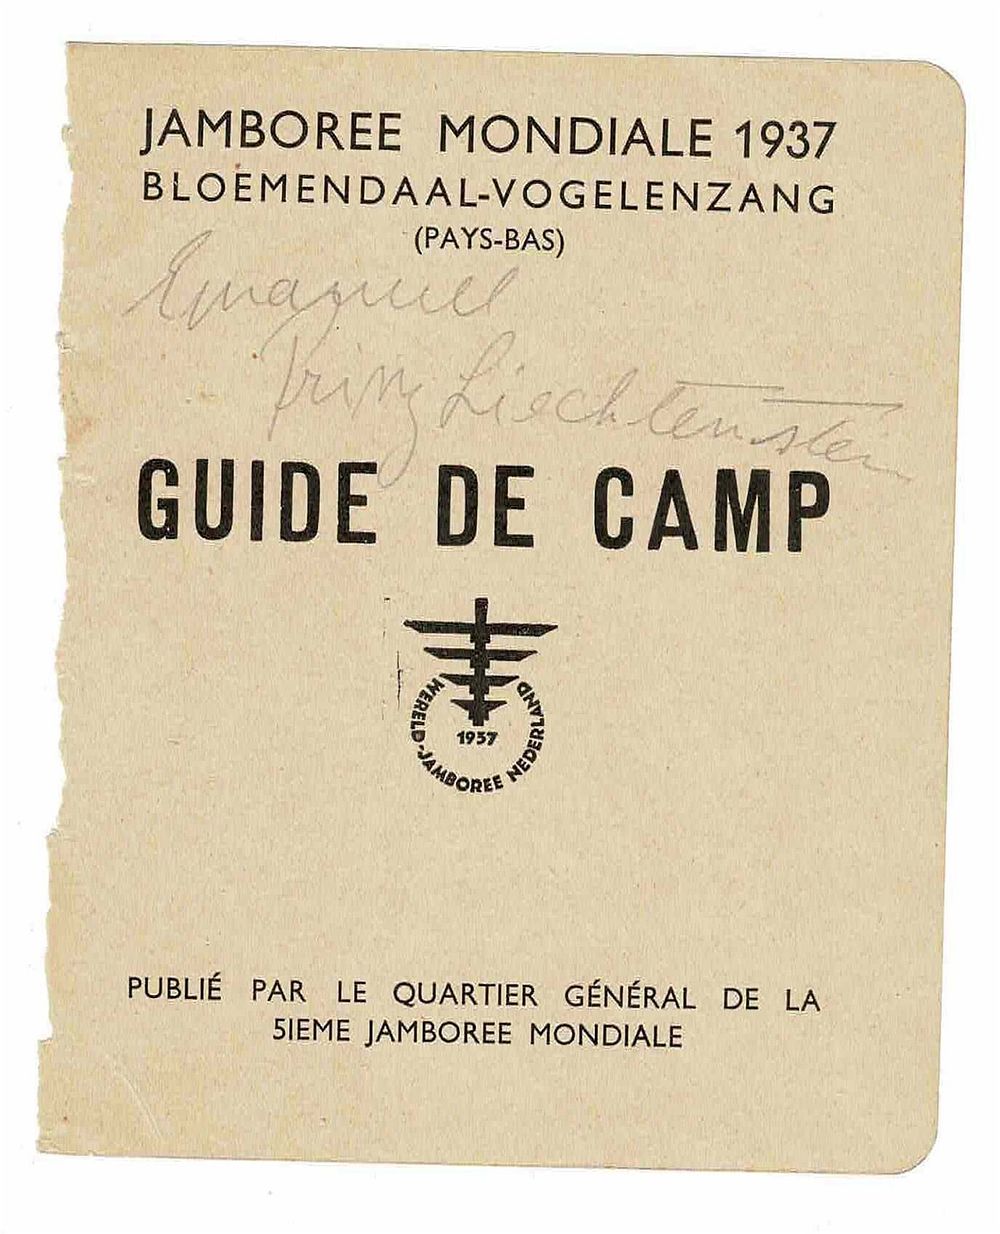 JAMBOREE MONDIALE 1937
BLOEMENDAAL-VOGELENZANG
(PAYS-BAS)
Emanuel
Prinz Liechtenstein
GUIDE DE CAMP
1937
WERELD-JAMBOREE NEDERLAND
PUBLIÉ PAR LE QUARTIER GÉNÉRAL DE LA
5IEME JAMBOREE MONDIALE